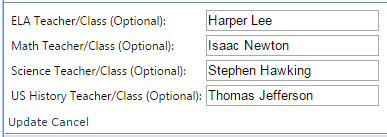 ELA Teacher/Class (Optional): Harper Lee
Math Teacher/Class (Optional): Isaac Newton
Science Teacher/Class (Optional): Stephen Hawking
US History Teacher/Class (Optional): Thomas Jefferson
Update Cancel